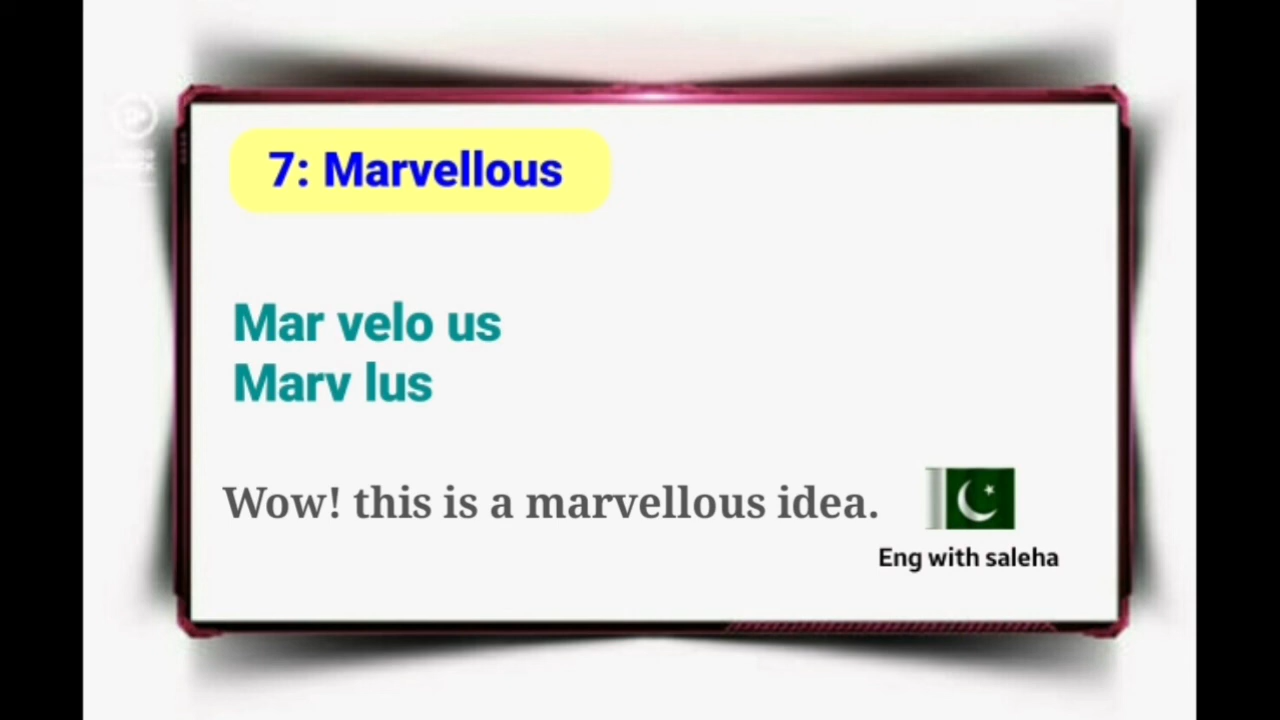 7: Marvellous
Mar velo us
Marv lus
Wow! this is a marvellous idea.
Eng with saleha